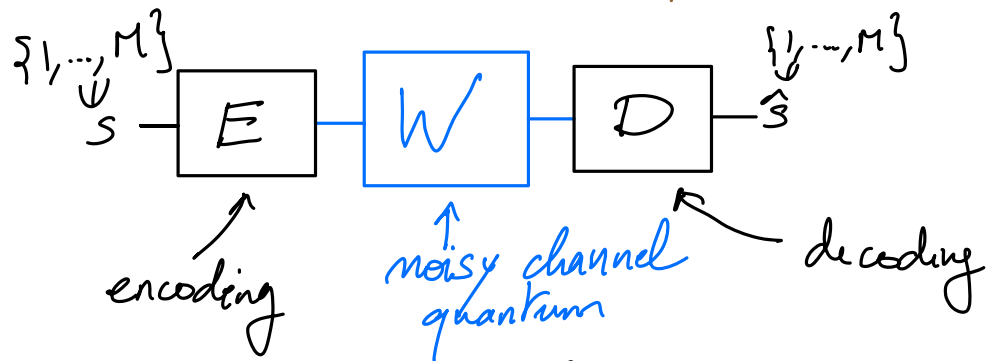 {1,...,M} {1,...,M}
s E W D ŝ
encoding noisy channel decoding
quantum